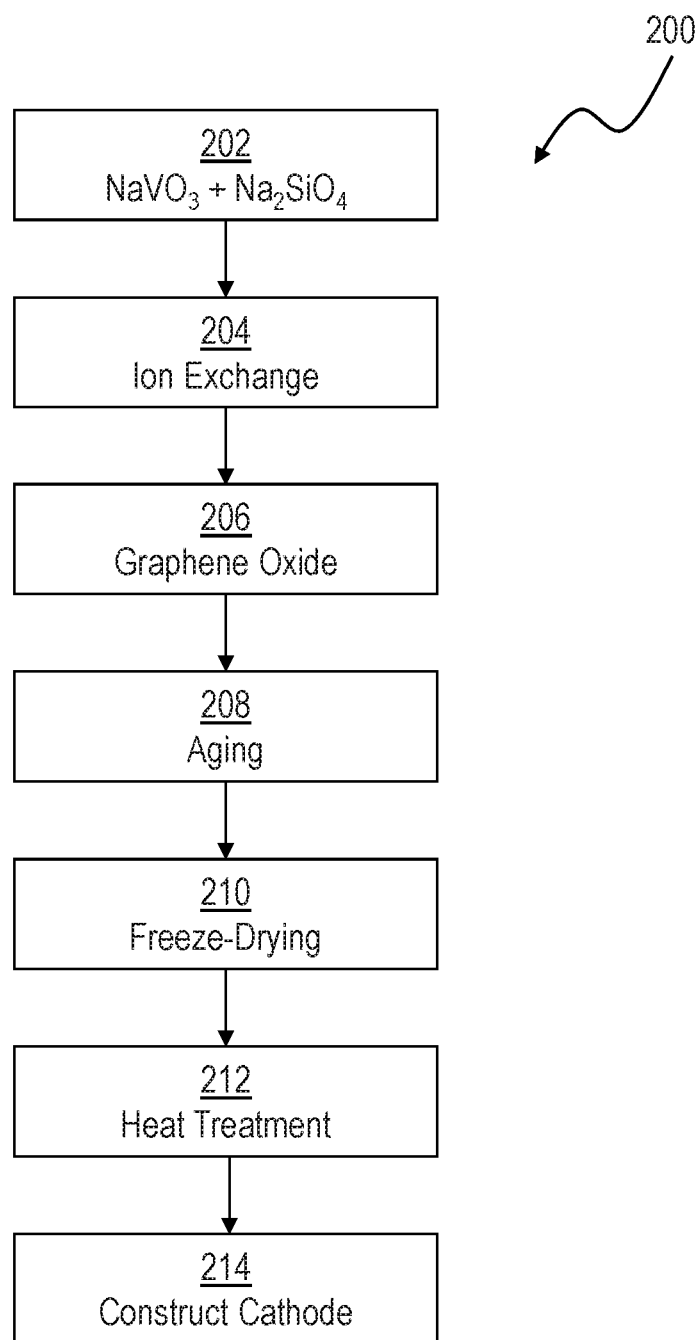 200
202
NaVO₃ + Na₂SiO₄
204
Ion Exchange
206
Graphene Oxide
208
Aging
210
Freeze-Drying
212
Heat Treatment
214
Construct Cathode